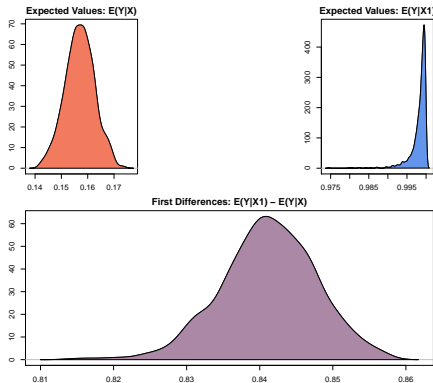 Expected Values: E(Y|X)
0 10 20 30 40 50 60 70
0.14 0.15 0.16 0.17
Expected Values: E(Y|X1)
0 100 200 300 400
0.975 0.985 0.995
First Differences: E(Y|X1) − E(Y|X)
0 10 20 30 40 50 60
0.81 0.82 0.83 0.84 0.85 0.86